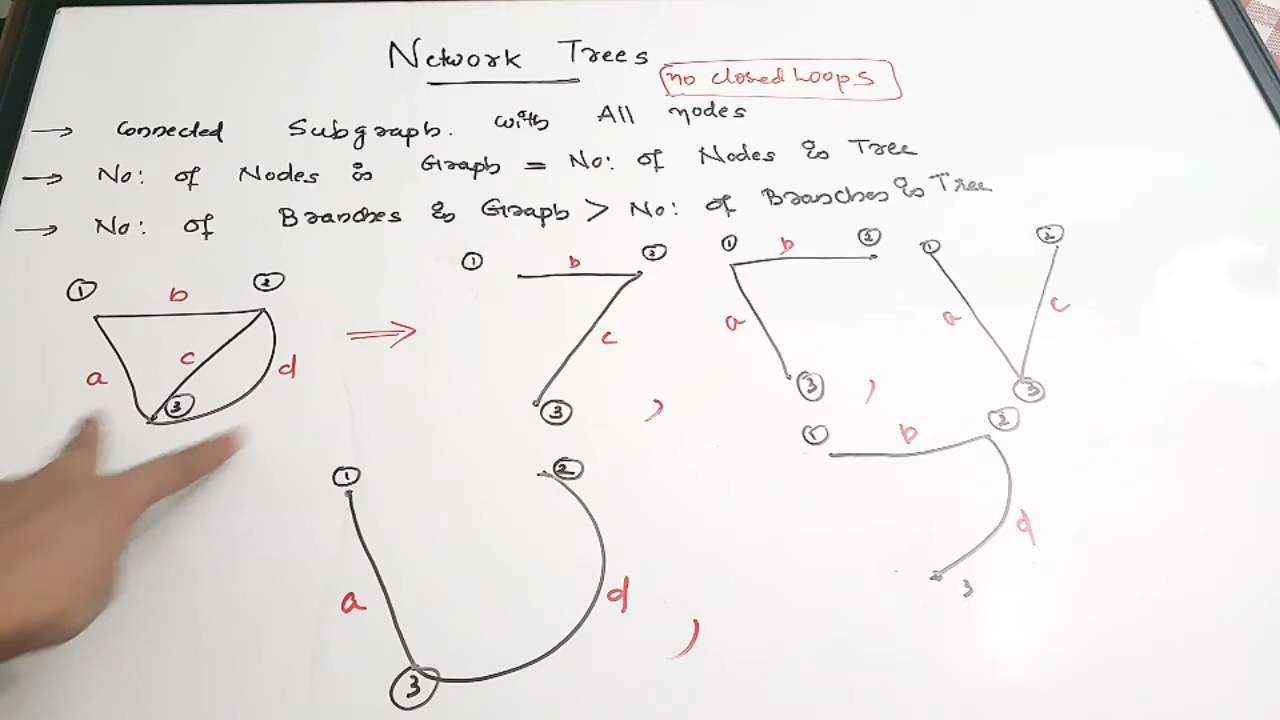 Network Trees
no closed Loops
→ Connected Subgraph. with All nodes
→ No: of Nodes in Graph = No: of Nodes in Tree
→ No: of Branches in Graph > No: of Branches in Tree
1 b 2
a c d
3
⇒
1 b 2
c
3 ,
1 b 2
a
3 ,
1 2
a c
3
1 b 2
d
3
1 2
a d
3 ,